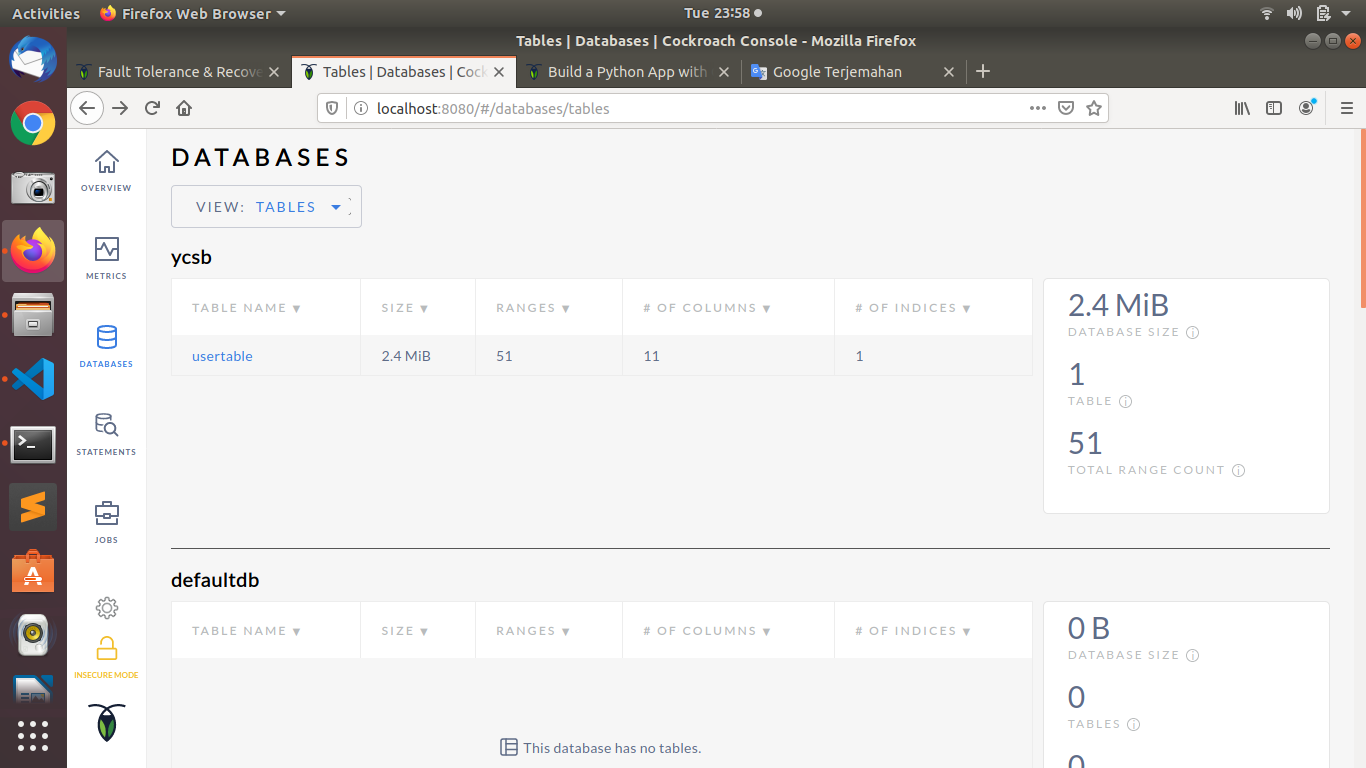 Activities Firefox Web Browser Tue 23:58
Tables | Databases | Cockroach Console - Mozilla Firefox
Fault Tolerance & Recove Tables | Databases | Cock Build a Python App with Google Terjemahan
localhost:8080/#/databases/tables
DATABASES
VIEW: TABLES
OVERVIEW
METRICS
DATABASES
STATEMENTS
JOBS
INSECURE MODE
ycsb
TABLE NAME SIZE RANGES # OF COLUMNS # OF INDICES
usertable 2.4 MiB 51 11 1
2.4 MiB
DATABASE SIZE
1
TABLE
51
TOTAL RANGE COUNT
defaultdb
TABLE NAME SIZE RANGES # OF COLUMNS # OF INDICES
This database has no tables.
0 B
DATABASE SIZE
0
TABLES
0